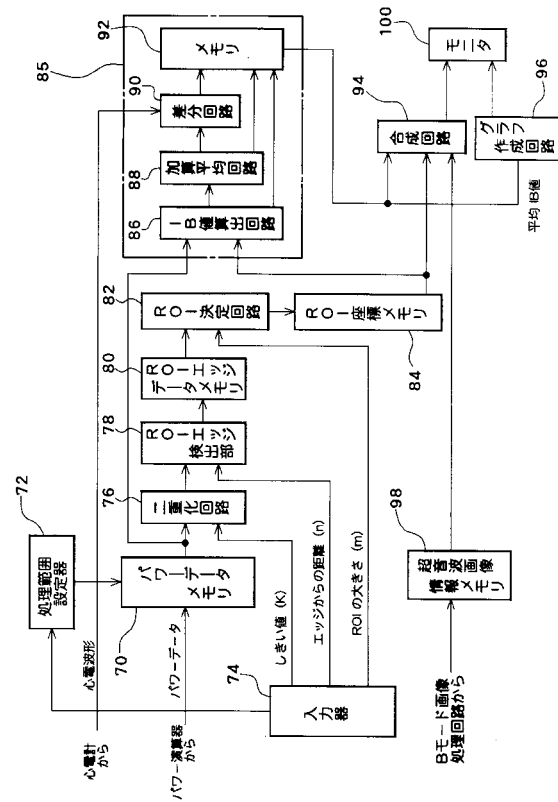 85
92
メモリ
90
差分回路
88
加算平均回路
86
IB値算出回路
100
モニタ
94
合成回路
96
グラフ
作成回路
平均IB値
82
ROI決定回路
80
ROIエッジ
データメモリ
78
ROIエッジ
検出部
76
二重化回路
ROI座標メモリ
84
72
処理範囲
設定器
パワーデータ
メモリ
70
心電計
から
心電波形
パワー演算器
から
パワーデータ
74
入力器
しきい値 (K)
エッジからの距離 (n)
ROIの大きさ (m)
98
超音波画像
情報メモリ
Bモード画像
処理回路から